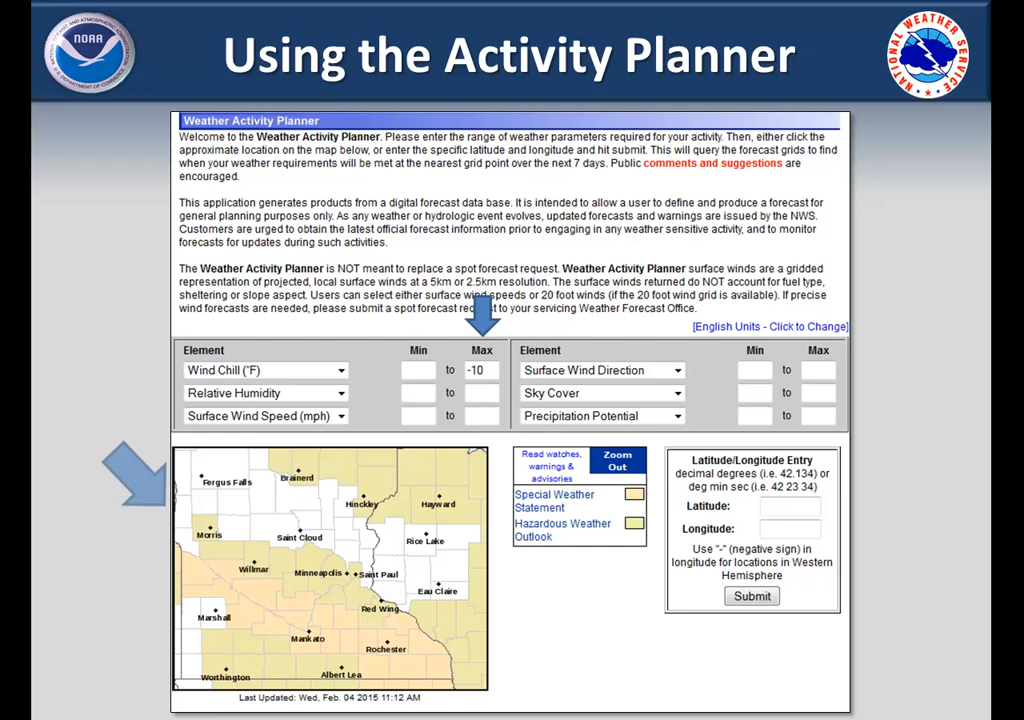 NOAA
NATIONAL WEATHER SERVICE
Using the Activity Planner
Weather Activity Planner
Welcome to the Weather Activity Planner. Please enter the range of weather parameters required for your activity. Then, either click the
approximate location on the map below, or enter the specific latitude and longitude and hit submit. This will query the forecast grids to find
when your weather requirements will be met at the nearest grid point over the next 7 days. Public comments and suggestions are
encouraged.
This application generates products from a digital forecast data base. It is intended to allow a user to define and produce a forecast for
general planning purposes only. As any weather or hydrologic event evolves, updated forecasts and warnings are issued by the NWS.
Customers are urged to obtain the latest official forecast information prior to engaging in any weather sensitive activity, and to monitor
forecasts for updates during such activities.
The Weather Activity Planner is NOT meant to replace a spot forecast request. Weather Activity Planner surface winds are a gridded
representation of projected, local surface winds at a 5km or 2.5km resolution. The surface winds returned do NOT account for fuel type,
sheltering or slope aspect. Users can select either surface wind speeds or 20 foot winds (if the 20 foot wind grid is available). If precise
wind forecasts are needed, please submit a spot forecast to your servicing Weather Forecast Office.
[English Units - Click to Change]
Element Min Max Element Min Max
Wind Chill (°F) to -10 Surface Wind Direction to
Relative Humidity to Sky Cover to
Surface Wind Speed (mph) to Precipitation Potential to
Fergus Falls
Brainerd
Hinckley
Hayward
Morris
Saint Cloud
Rice Lake
Willmar
Minneapolis
Saint Paul
Eau Claire
Red Wing
Marshall
Mankato
Rochester
Worthington
Albert Lea
Last Updated: Wed, Feb. 04 2015 11:12 AM
Read watches,
warnings &
advisories
Zoom
Out
Special Weather
Statement
Hazardous Weather
Outlook
Latitude/Longitude Entry
decimal degrees (i.e. 42.134) or
deg min sec (i.e. 42 23 34)
Latitude:
Longitude:
Use "-" (negative sign) in
longitude for locations in Western
Hemisphere
Submit